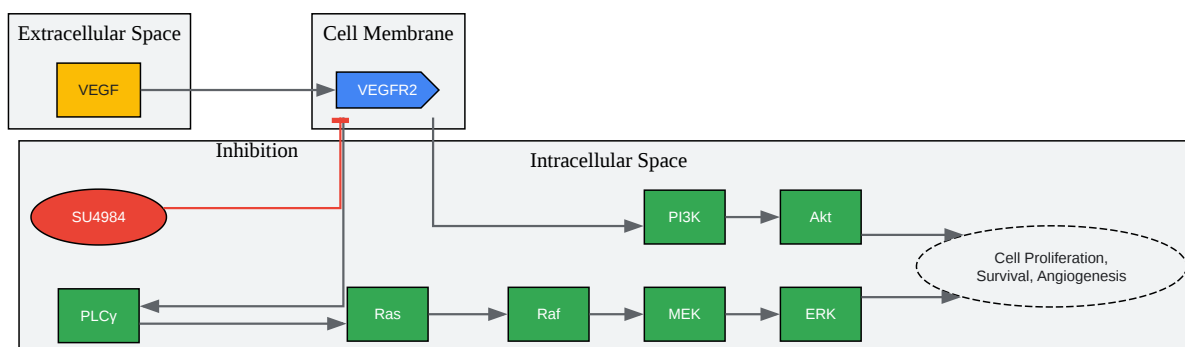 Extracellular Space
Cell Membrane
VEGF
VEGFR2
Inhibition
Intracellular Space
SU4984
PI3K
Akt
Cell Proliferation,
Survival, Angiogenesis
PLCγ
Ras
Raf
MEK
ERK